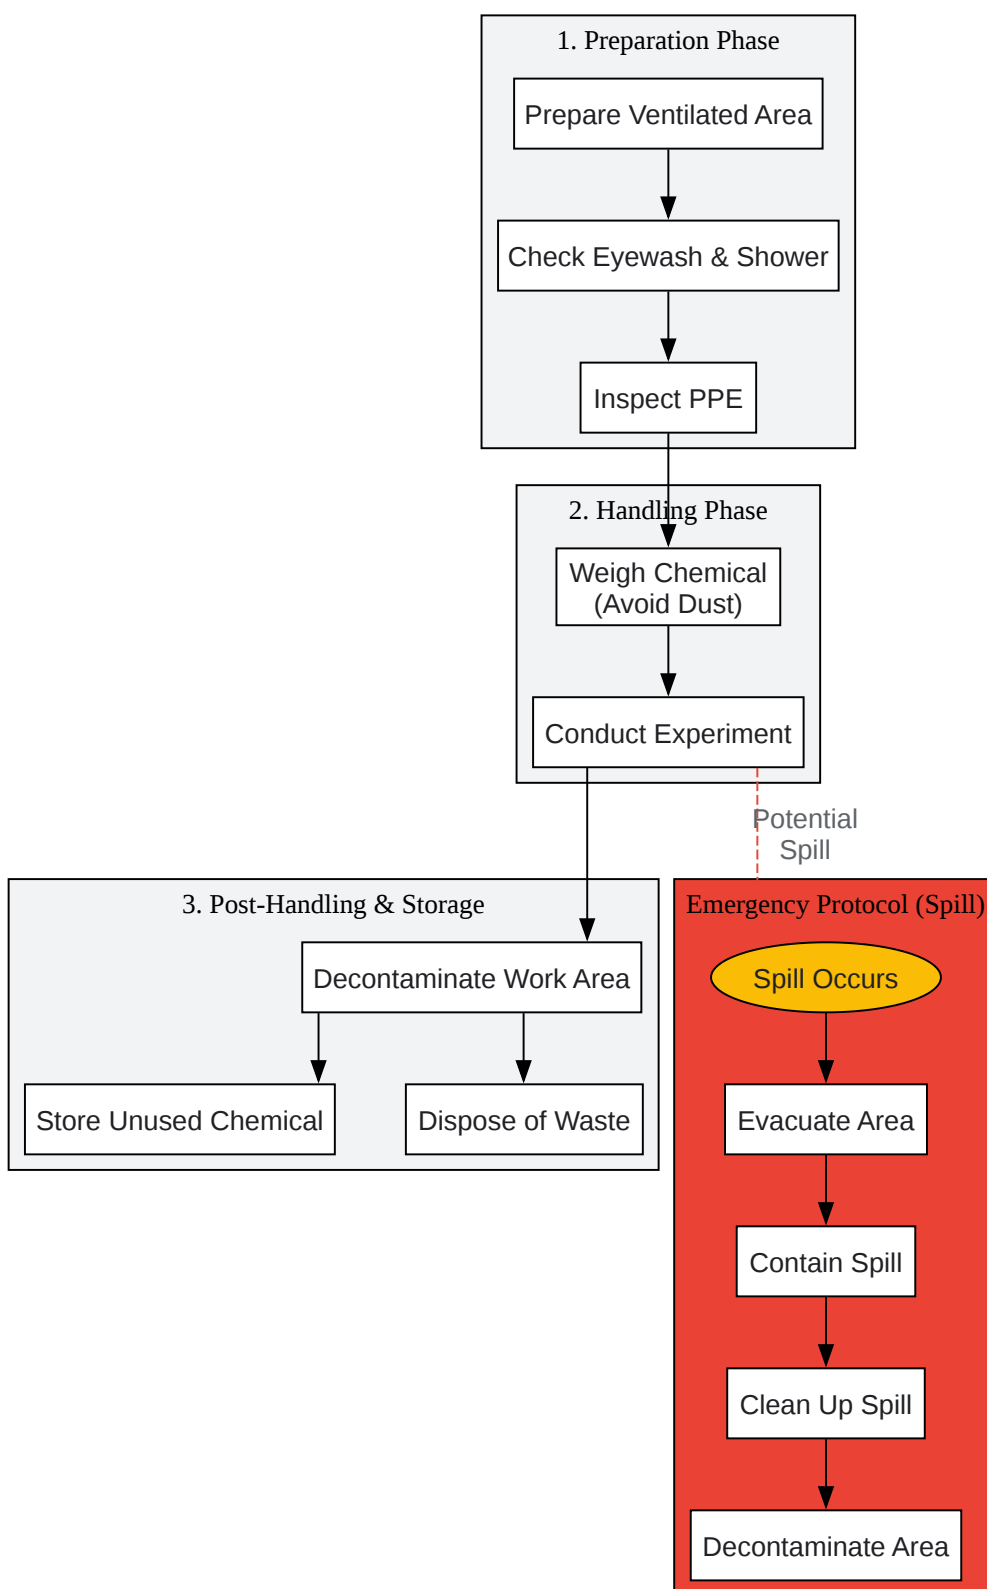 1. Preparation Phase
Prepare Ventilated Area
Check Eyewash & Shower
Inspect PPE
2. Handling Phase
Weigh Chemical
(Avoid Dust)
Conduct Experiment
Potential
Spill
3. Post-Handling & Storage
Decontaminate Work Area
Store Unused Chemical
Dispose of Waste
Emergency Protocol (Spill)
Spill Occurs
Evacuate Area
Contain Spill
Clean Up Spill
Decontaminate Area